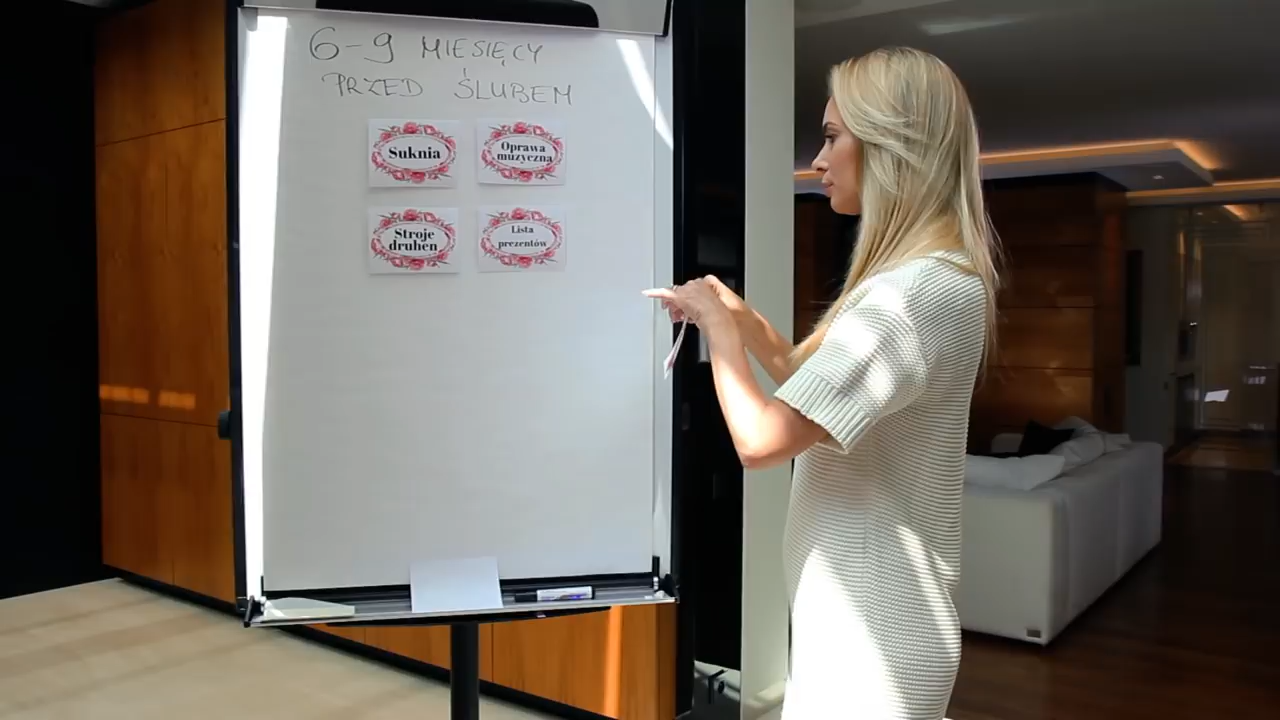 6-9 MIESIĘCY
PRZED ŚLUBEM
Suknia
Oprawa
muzyczna
Stroje
druhen
Lista
prezentów